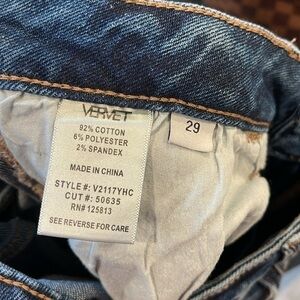 VERVET
92% COTTON
6% POLYESTER
2% SPANDEX
MADE IN CHINA
STYLE #: V2117YHC
CUT #: 50635
RN# 125813
SEE REVERSE FOR CARE
29